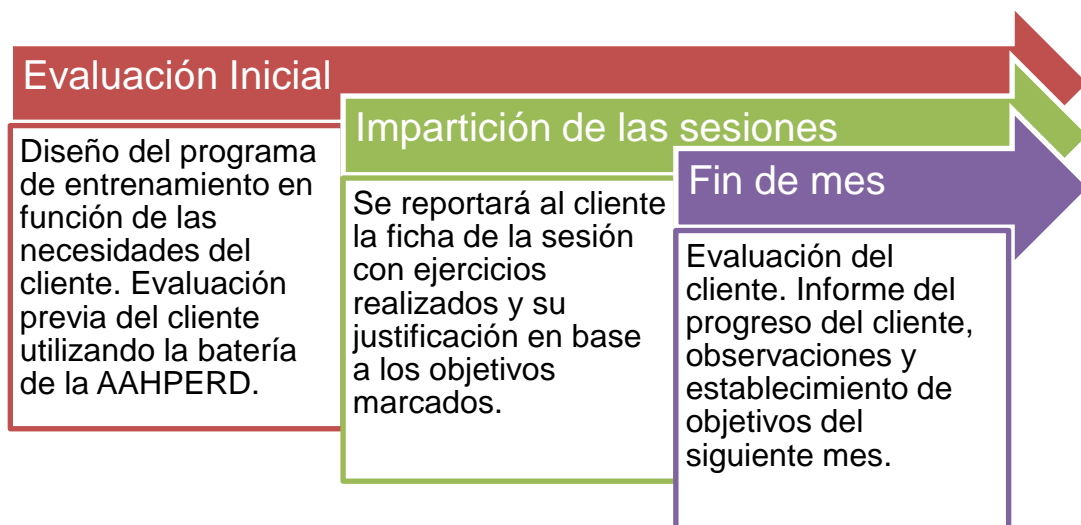 Evaluación Inicial
Diseño del programa
de entrenamiento en
función de las
necesidades del
cliente. Evaluación
previa del cliente
utilizando la batería
de la AAHPERD.
Impartición de las sesiones
Se reportará al cliente
la ficha de la sesión
con ejercicios
realizados y su
justificación en base
a los objetivos
marcados.
Fin de mes
Evaluación del
cliente. Informe del
progreso del cliente,
observaciones y
establecimiento de
objetivos del
siguiente mes.